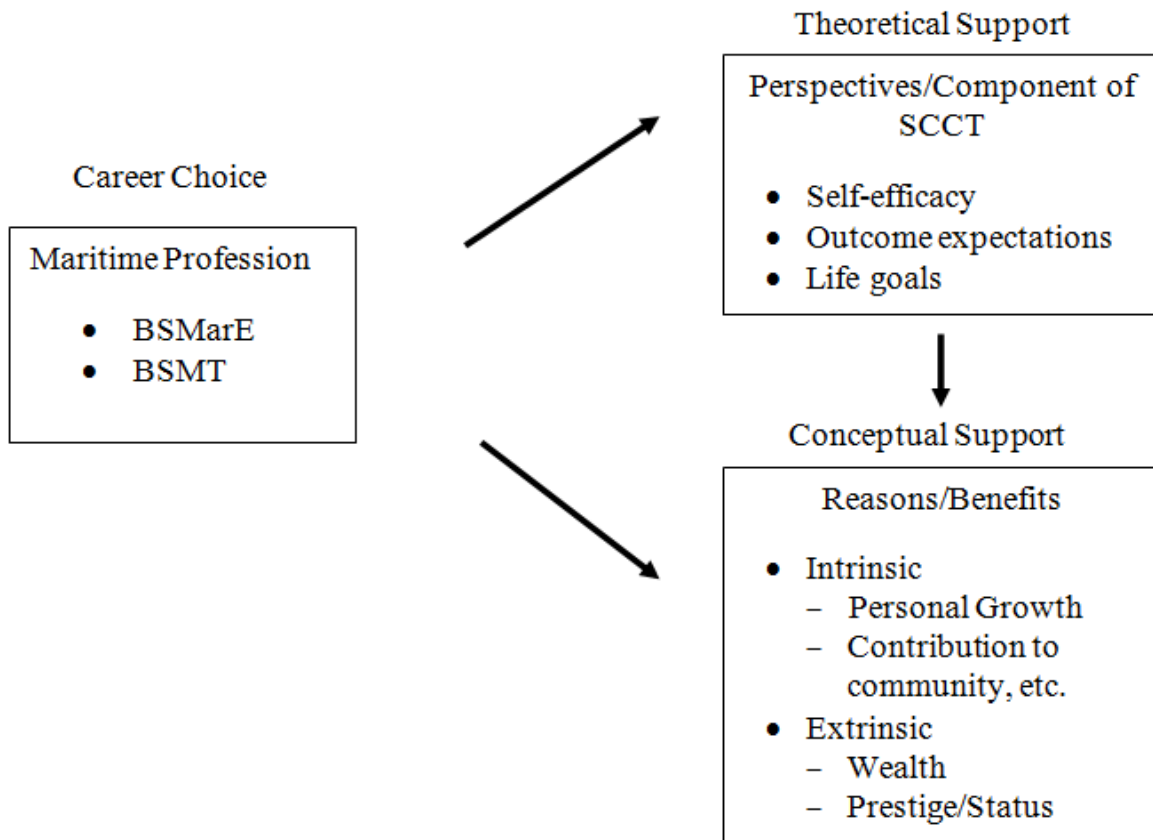 Career Choice
Maritime Profession
● BSMarE
● BSMT
Theoretical Support
Perspectives/Component of
SCCT
● Self-efficacy
● Outcome expectations
● Life goals
Conceptual Support
Reasons/Benefits
● Intrinsic
– Personal Growth
– Contribution to
community, etc.
● Extrinsic
– Wealth
– Prestige/Status